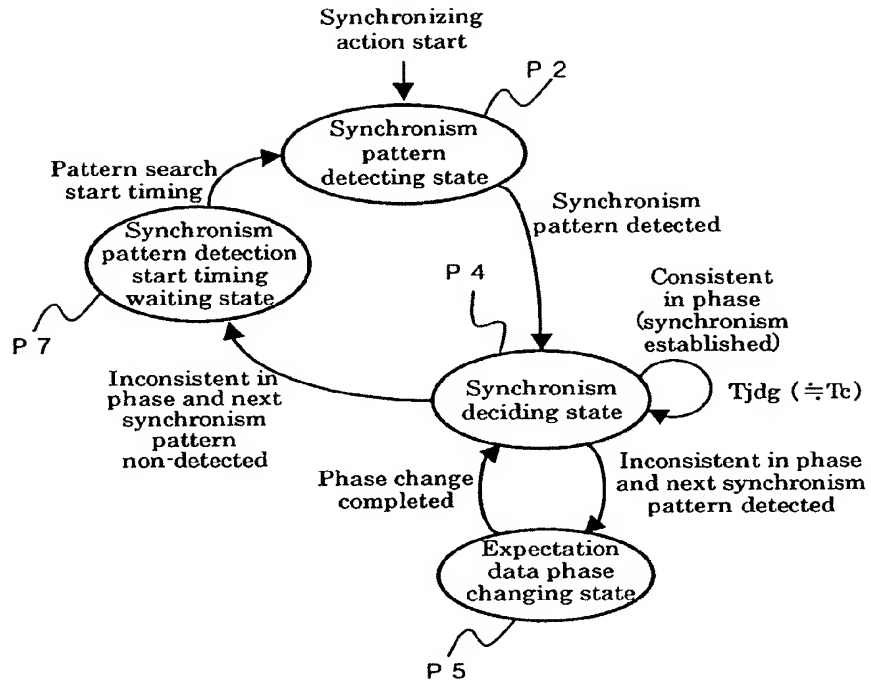 Synchronizing
action start
P 2
Synchronism
pattern
detecting state
Pattern search
start timing
Synchronism
pattern detected
Synchronism
pattern detection
start timing
waiting state
P 7
P 4
Consistent
in phase
(synchronism
established)
Tjdg (≒Tc)
Synchronism
deciding state
Inconsistent in
phase and next
synchronism
pattern
non-detected
Phase change
completed
Inconsistent in phase
and next synchronism
pattern detected
Expectation
data phase
changing state
P 5